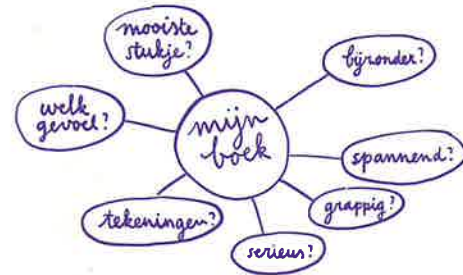 mooiste
stukje?
bijzonder?
welk
gevoel?
mijn
boek
spannend?
grappig?
tekeningen?
serieus?